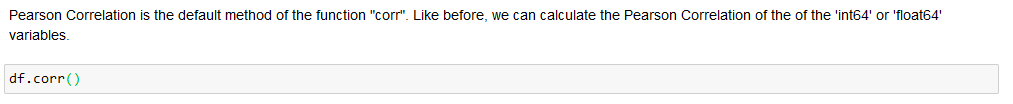 Pearson Correlation is the default method of the function "corr". Like before, we can calculate the Pearson Correlation of the of the 'int64' or 'float64'
variables.
df.corr()